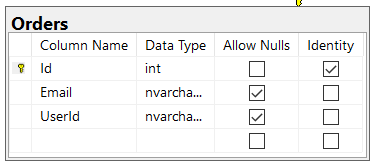 Orders
Column Name Data Type Allow Nulls Identity
Id int
Email nvarcha...
UserId nvarcha...